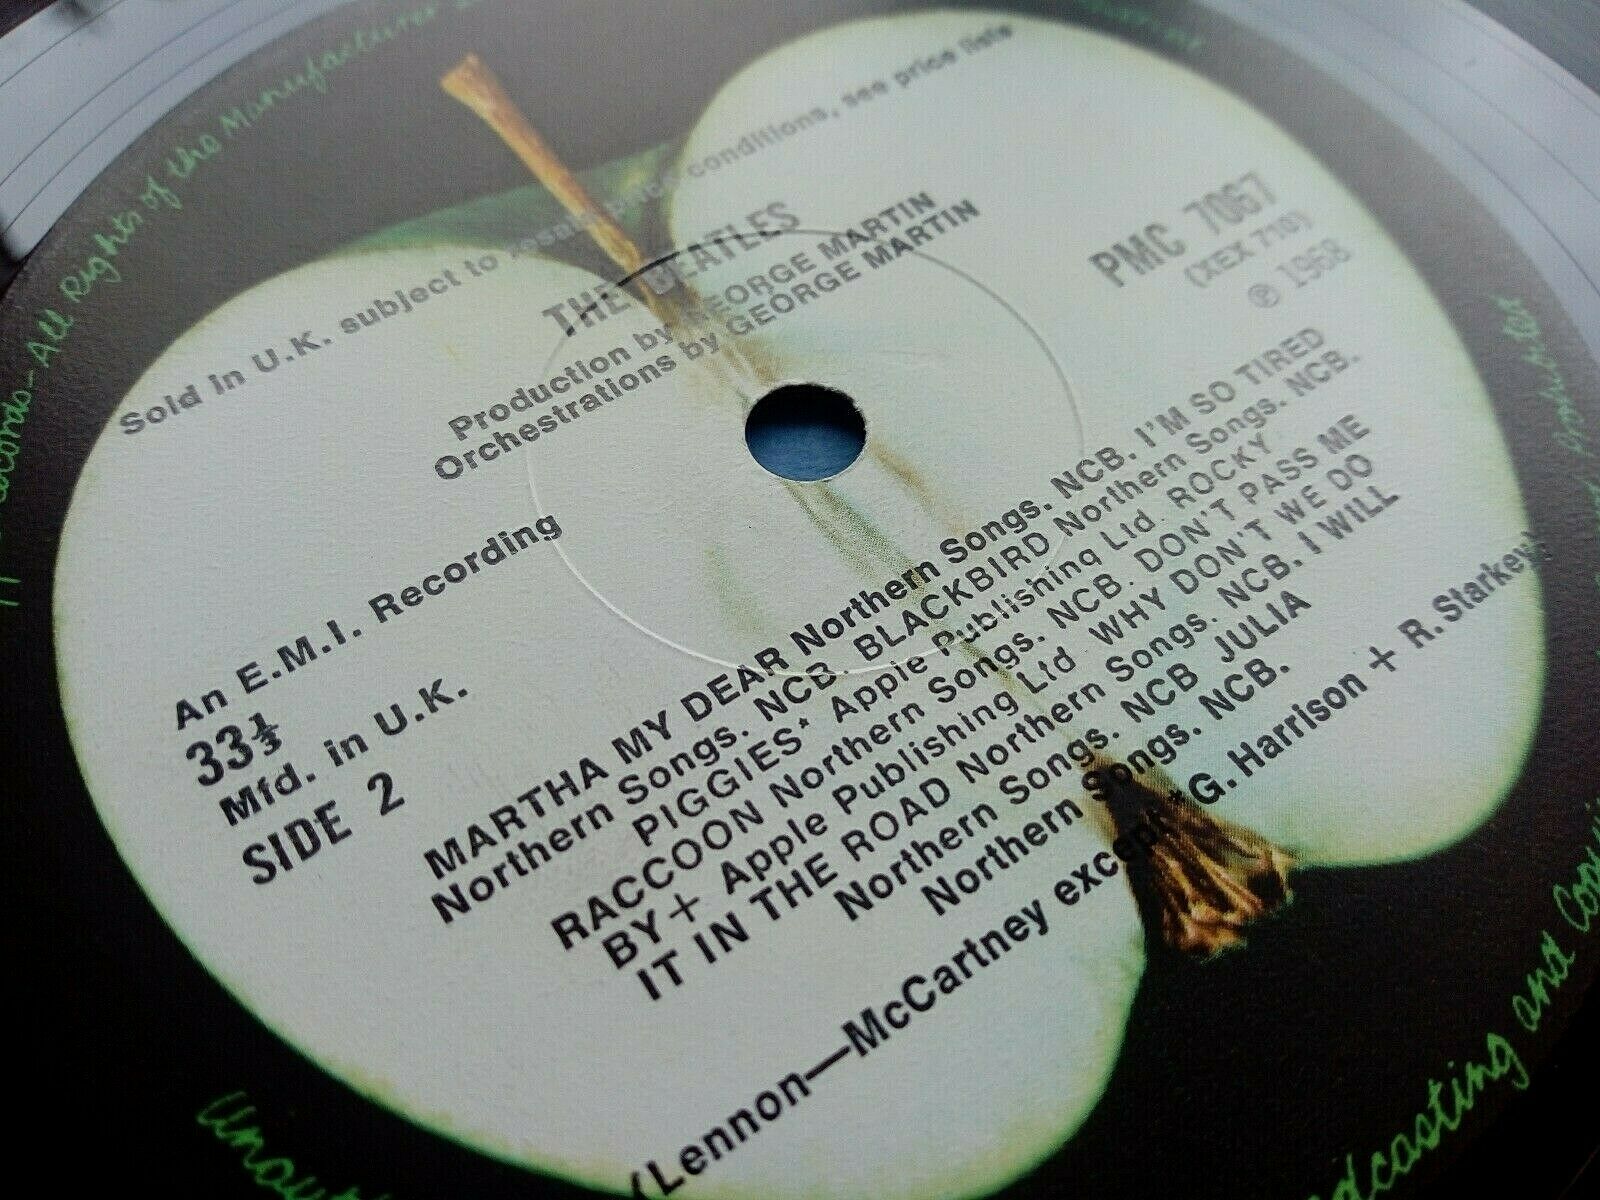 Records—All Rights of the Manufacturer
Sold in U.K. subject to resale price conditions, see price lists
THE BEATLES
Production by GEORGE MARTIN
Orchestrations by GEORGE MARTIN
PMC 7067
(XEX 710)
℗ 1968
An E.M.I. Recording
33⅓
Mfd. in U.K.
SIDE 2
MARTHA MY DEAR Northern Songs. NCB. I'M SO TIRED
Northern Songs. NCB. BLACKBIRD Northern Songs. NCB.
PIGGIES* Apple Publishing Ltd. ROCKY
RACCOON Northern Songs. NCB. DON'T PASS ME
BY+ Apple Publishing Ltd WHY DON'T WE DO
IT IN THE ROAD Northern Songs. NCB. I WILL
Northern Songs. NCB JULIA
Northern Songs. NCB.
(Lennon—McCartney except *G. Harrison + R. Starkey)
dcasting and